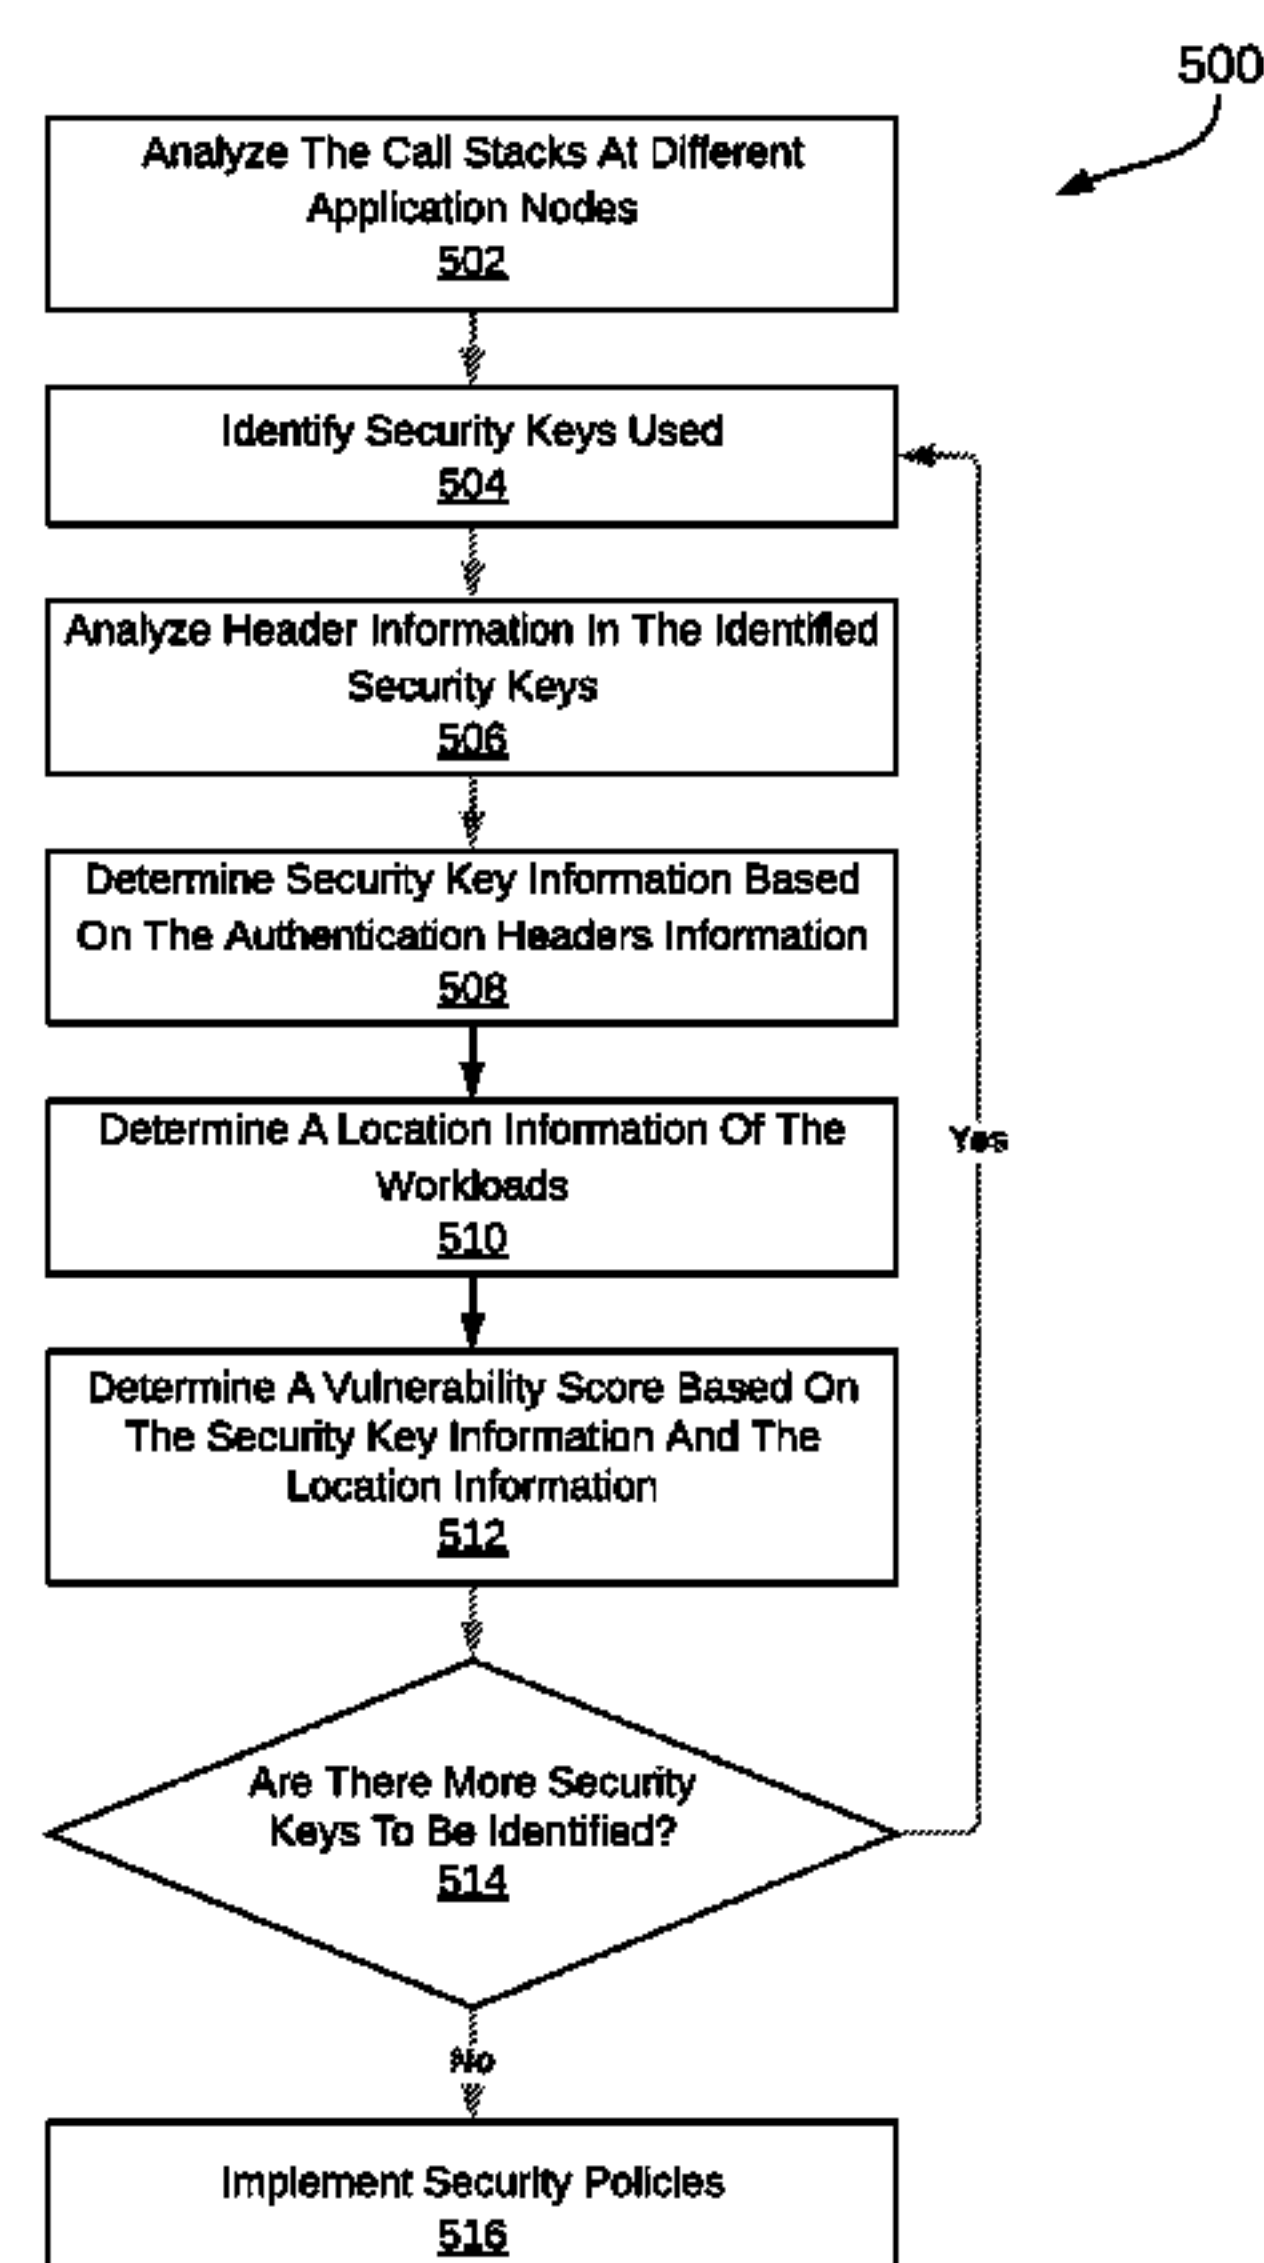 500
Analyze The Call Stacks At Different
Application Nodes
502
Identify Security Keys Used
504
Analyze Header Information In The Identified
Security Keys
506
Determine Security Key Information Based
On The Authentication Headers Information
508
Determine A Location Information Of The
Workloads
510
Yes
Determine A Vulnerability Score Based On
The Security Key Information And The
Location Information
512
Are There More Security
Keys To Be Identified?
514
No
Implement Security Policies
516